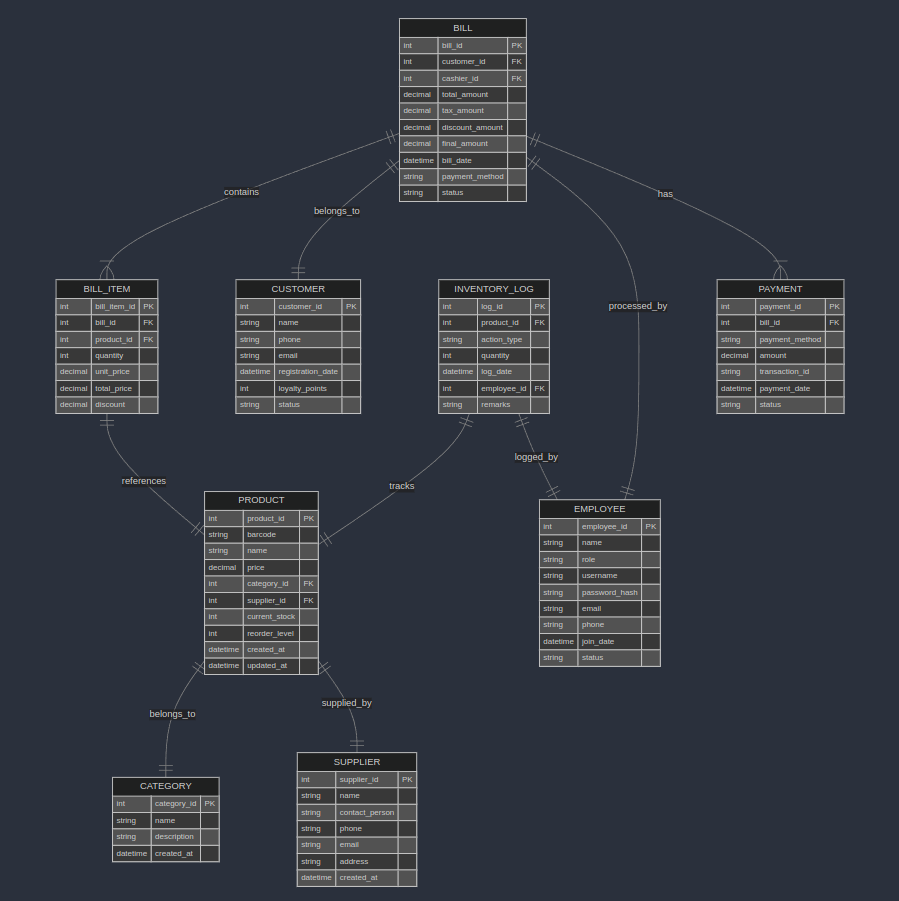 BILL
int bill_id PK
int customer_id FK
int cashier_id FK
decimal total_amount
decimal tax_amount
decimal discount_amount
decimal final_amount
datetime bill_date
string payment_method
string status
contains
belongs_to
has
processed_by
BILL_ITEM
int bill_item_id PK
int bill_id FK
int product_id FK
int quantity
decimal unit_price
decimal total_price
decimal discount
CUSTOMER
int customer_id PK
string name
string phone
string email
datetime registration_date
int loyalty_points
string status
INVENTORY_LOG
int log_id PK
int product_id FK
string action_type
int quantity
datetime log_date
int employee_id FK
string remarks
PAYMENT
int payment_id PK
int bill_id FK
string payment_method
decimal amount
string transaction_id
datetime payment_date
string status
references
tracks
logged_by
PRODUCT
int product_id PK
string barcode
string name
decimal price
int category_id FK
int supplier_id FK
int current_stock
int reorder_level
datetime created_at
datetime updated_at
EMPLOYEE
int employee_id PK
string name
string role
string username
string password_hash
string email
string phone
datetime join_date
string status
belongs_to
supplied_by
CATEGORY
int category_id PK
string name
string description
datetime created_at
SUPPLIER
int supplier_id PK
string name
string contact_person
string phone
string email
string address
datetime created_at